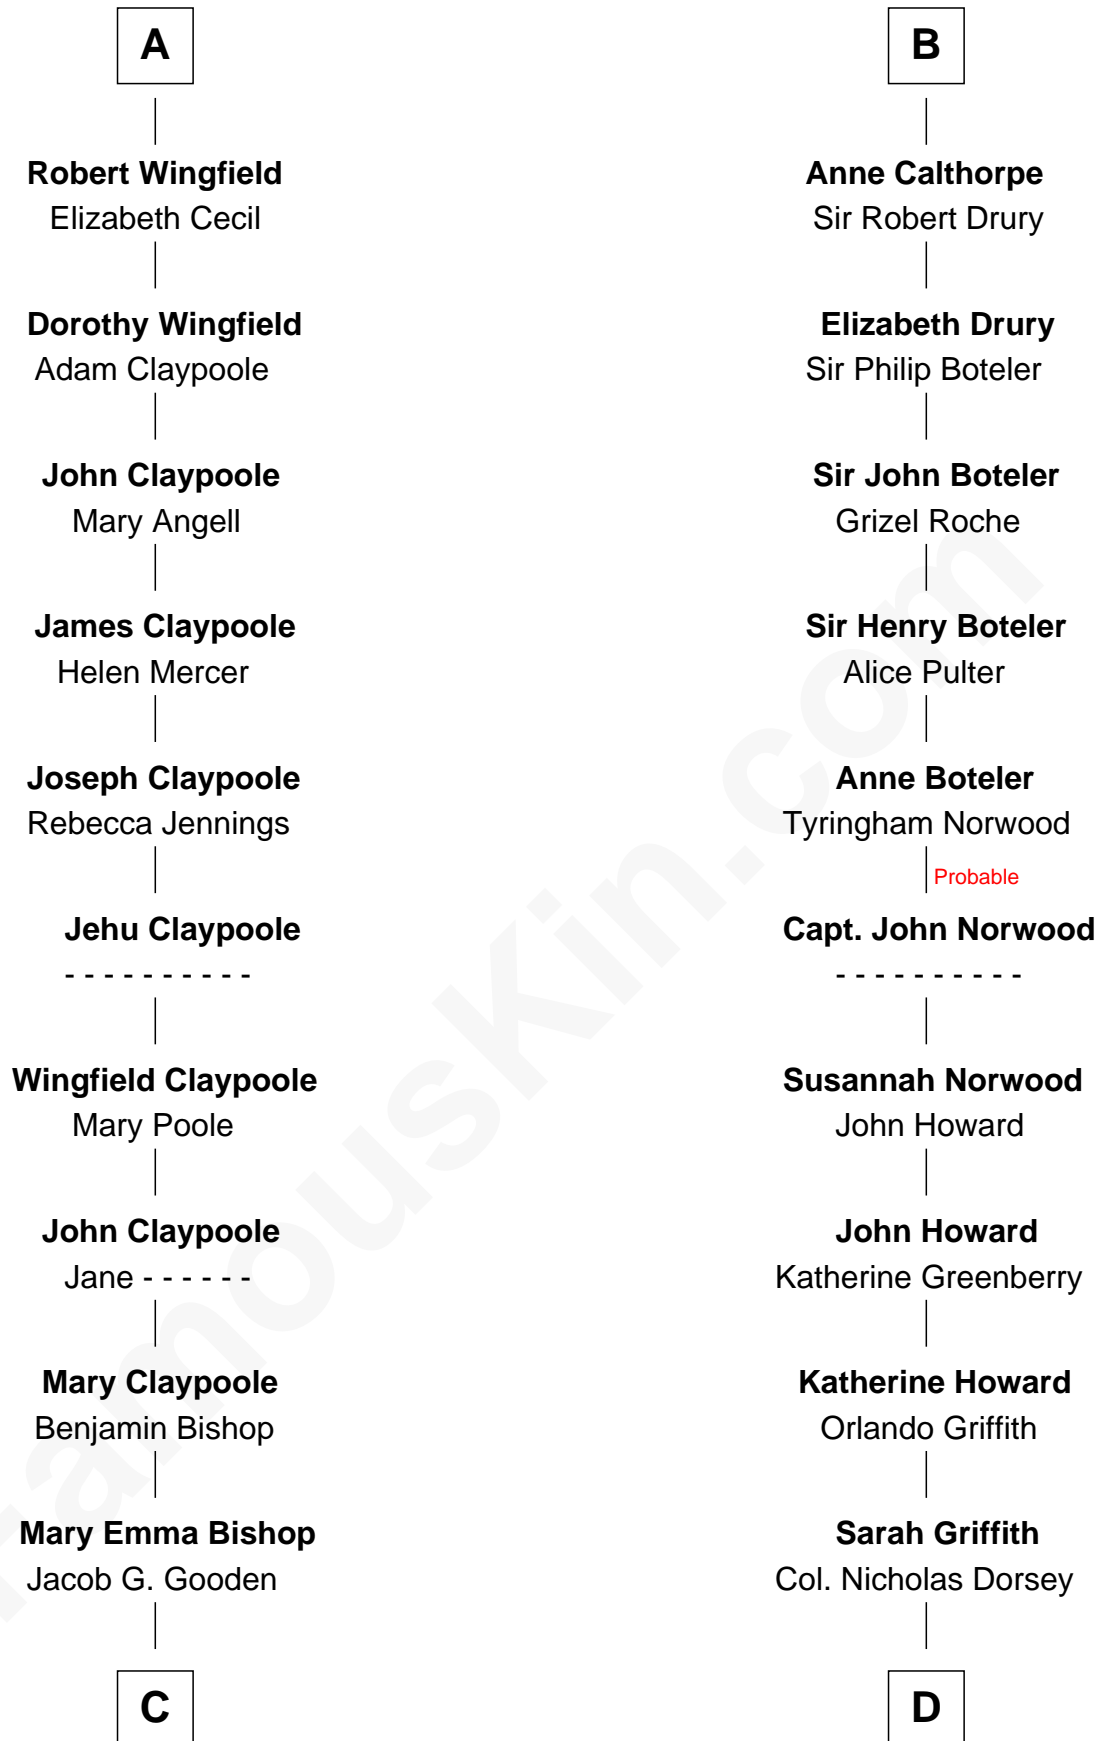 A
Robert Wingfield
Elizabeth Cecil
Dorothy Wingfield
Adam Claypoole
John Claypoole
Mary Angell
James Claypoole
Helen Mercer
Joseph Claypoole
Rebecca Jennings
Jehu Claypoole
- - - - - - - - - -
Wingfield Claypoole
Mary Poole
John Claypoole
Jane - - - - - -
Mary Claypoole
Benjamin Bishop
Mary Emma Bishop
Jacob G. Gooden
C
B
Anne Calthorpe
Sir Robert Drury
Elizabeth Drury
Sir Philip Boteler
Sir John Boteler
Grizel Roche
Sir Henry Boteler
Alice Pulter
Anne Boteler
Tyringham Norwood
Probable
Capt. John Norwood
- - - - - - - - - -
Susannah Norwood
John Howard
John Howard
Katherine Greenberry
Katherine Howard
Orlando Griffith
Sarah Griffith
Col. Nicholas Dorsey
D
FamousKin.com